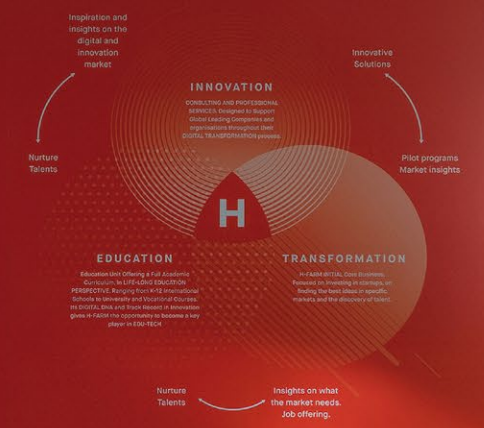 Inspiration and
insights on the
digital and
innovation
market
Innovative
Solutions
INNOVATION
CONSULTING AND PROFESSIONAL
SERVICES. Designed to Support
Global Leading Companies and
organisations throughout their
DIGITAL TRANSFORMATION process
Nurture
Talents
Pilot programs
Market insights
H
EDUCATION
Education Unit Offering a Full Academic
Curriculum, in LIFE-LONG EDUCATION
PERSPECTIVE. Ranging from K-12 International
Schools to University and Vocational Courses.
Its DIGITAL DNA and Track Record in Innovation
gives H-FARM the opportunity to become a key
player in EDU-TECH
TRANSFORMATION
H-FARM INITIAL Core Business.
Focused on investing in startups, on
finding the best ideas in specific
markets and the discovery of talent.
Nurture
Talents
Insights on what
the market needs.
Job offering.